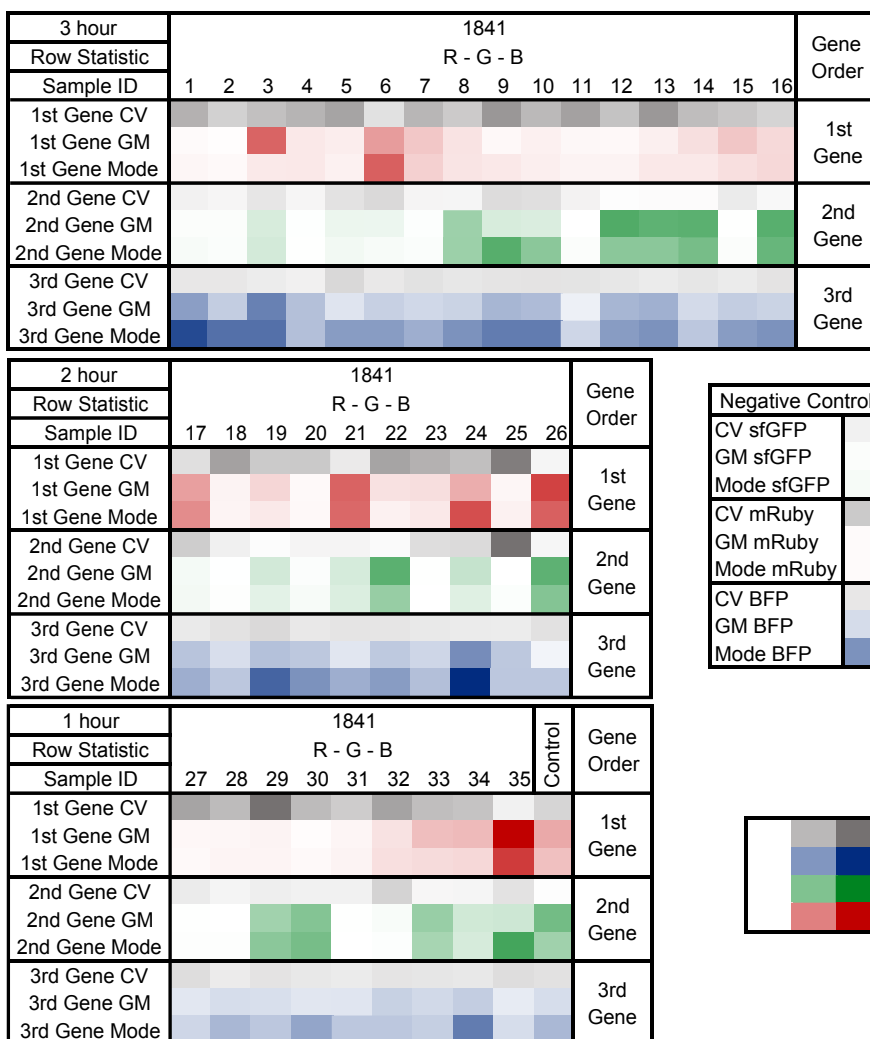 3 hour 1841 Gene Order
Row Statistic R - G - B
Sample ID 1 2 3 4 5 6 7 8 9 10 11 12 13 14 15 16
1st Gene CV 1st Gene
1st Gene GM
1st Gene Mode
2nd Gene CV 2nd Gene
2nd Gene GM
2nd Gene Mode
3rd Gene CV 3rd Gene
3rd Gene GM
3rd Gene Mode
2 hour 1841 Gene Order
Row Statistic R - G - B
Sample ID 17 18 19 20 21 22 23 24 25 26
1st Gene CV 1st Gene
1st Gene GM
1st Gene Mode
2nd Gene CV 2nd Gene
2nd Gene GM
2nd Gene Mode
3rd Gene CV 3rd Gene
3rd Gene GM
3rd Gene Mode
Negative Control
CV sfGFP
GM sfGFP
Mode sfGFP
CV mRuby
GM mRuby
Mode mRuby
CV BFP
GM BFP
Mode BFP
1 hour 1841 Control Gene Order
Row Statistic R - G - B
Sample ID 27 28 29 30 31 32 33 34 35
1st Gene CV 1st Gene
1st Gene GM
1st Gene Mode
2nd Gene CV 2nd Gene
2nd Gene GM
2nd Gene Mode
3rd Gene CV 3rd Gene
3rd Gene GM
3rd Gene Mode